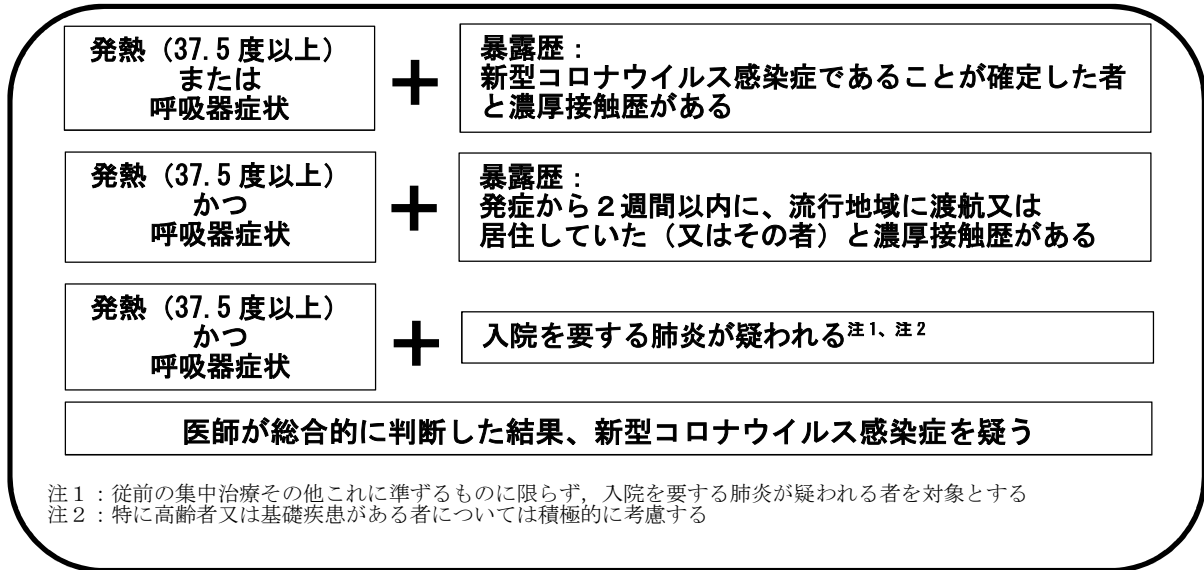 発熱（37.5度以上）
または
呼吸器症状
＋
暴露歴：
新型コロナウイルス感染症であることが確定した者
と濃厚接触歴がある
発熱（37.5度以上）
かつ
呼吸器症状
＋
暴露歴：
発症から２週間以内に、流行地域に渡航又は
居住していた（又はその者）と濃厚接触歴がある
発熱（37.5度以上）
かつ
呼吸器症状
＋
入院を要する肺炎が疑われる注1、注2
医師が総合的に判断した結果、新型コロナウイルス感染症を疑う
注１：従前の集中治療その他これに準ずるものに限らず，入院を要する肺炎が疑われる者を対象とする
注２：特に高齢者又は基礎疾患がある者については積極的に考慮する